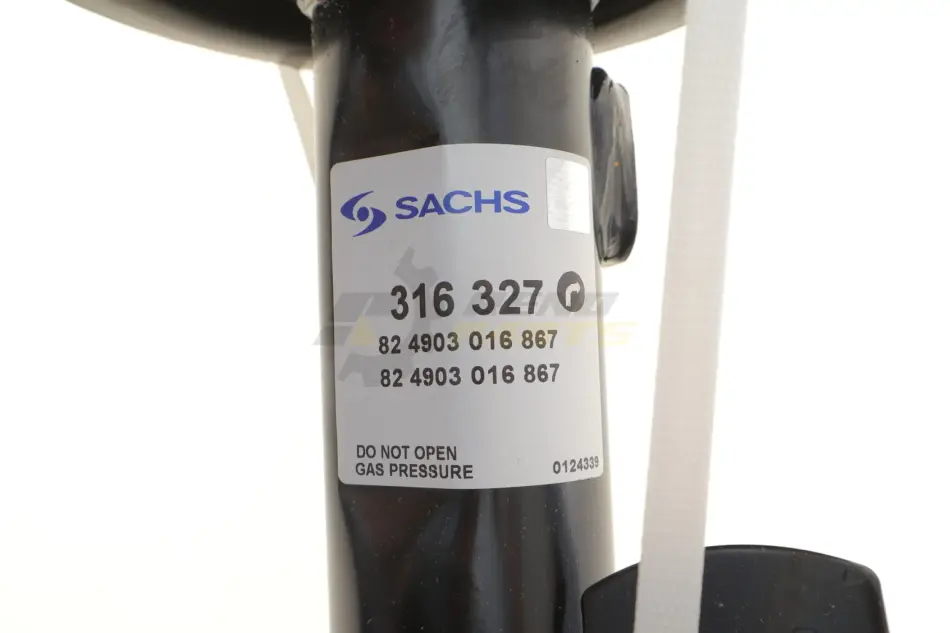 SACHS
316 327 r
82 4903 016 867
82 4903 016 867
DO NOT OPEN
GAS PRESSURE
0124339